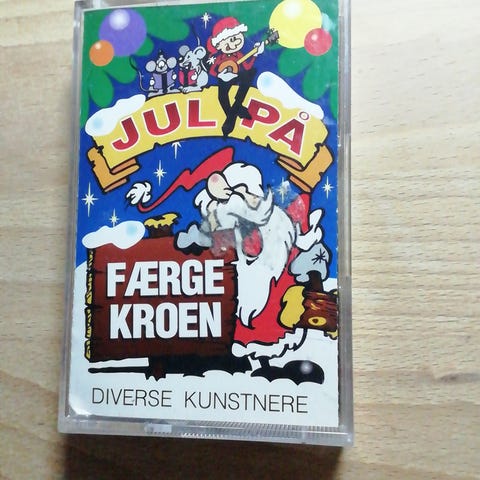 JUL PÅ
FÆRGE
KROEN
DIVERSE KUNSTNERE